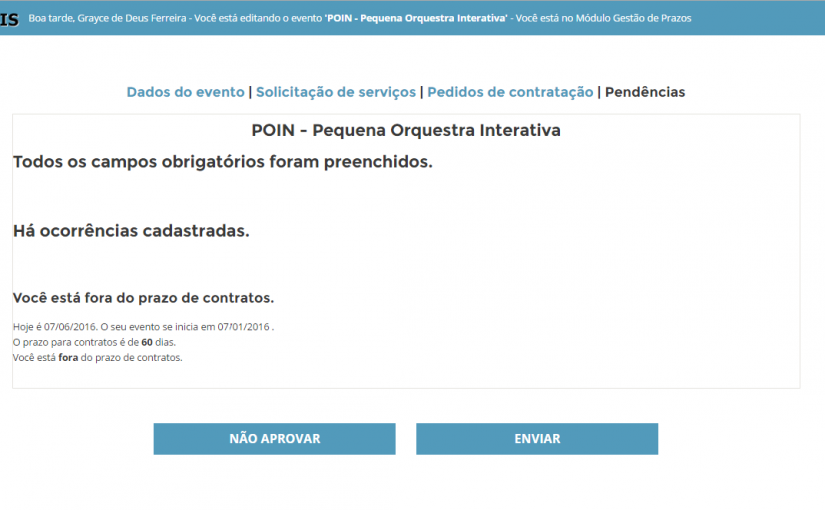 IS Boa tarde, Grayce de Deus Ferreira - Você está editando o evento 'POIN - Pequena Orquestra Interativa' - Você está no Módulo Gestão de Prazos
Dados do evento | Solicitação de serviços | Pedidos de contratação | Pendências
POIN - Pequena Orquestra Interativa
Todos os campos obrigatórios foram preenchidos.
Há ocorrências cadastradas.
Você está fora do prazo de contratos.
Hoje é 07/06/2016. O seu evento se inicia em 07/01/2016 .
O prazo para contratos é de 60 dias.
Você está fora do prazo de contratos.
NÃO APROVAR ENVIAR